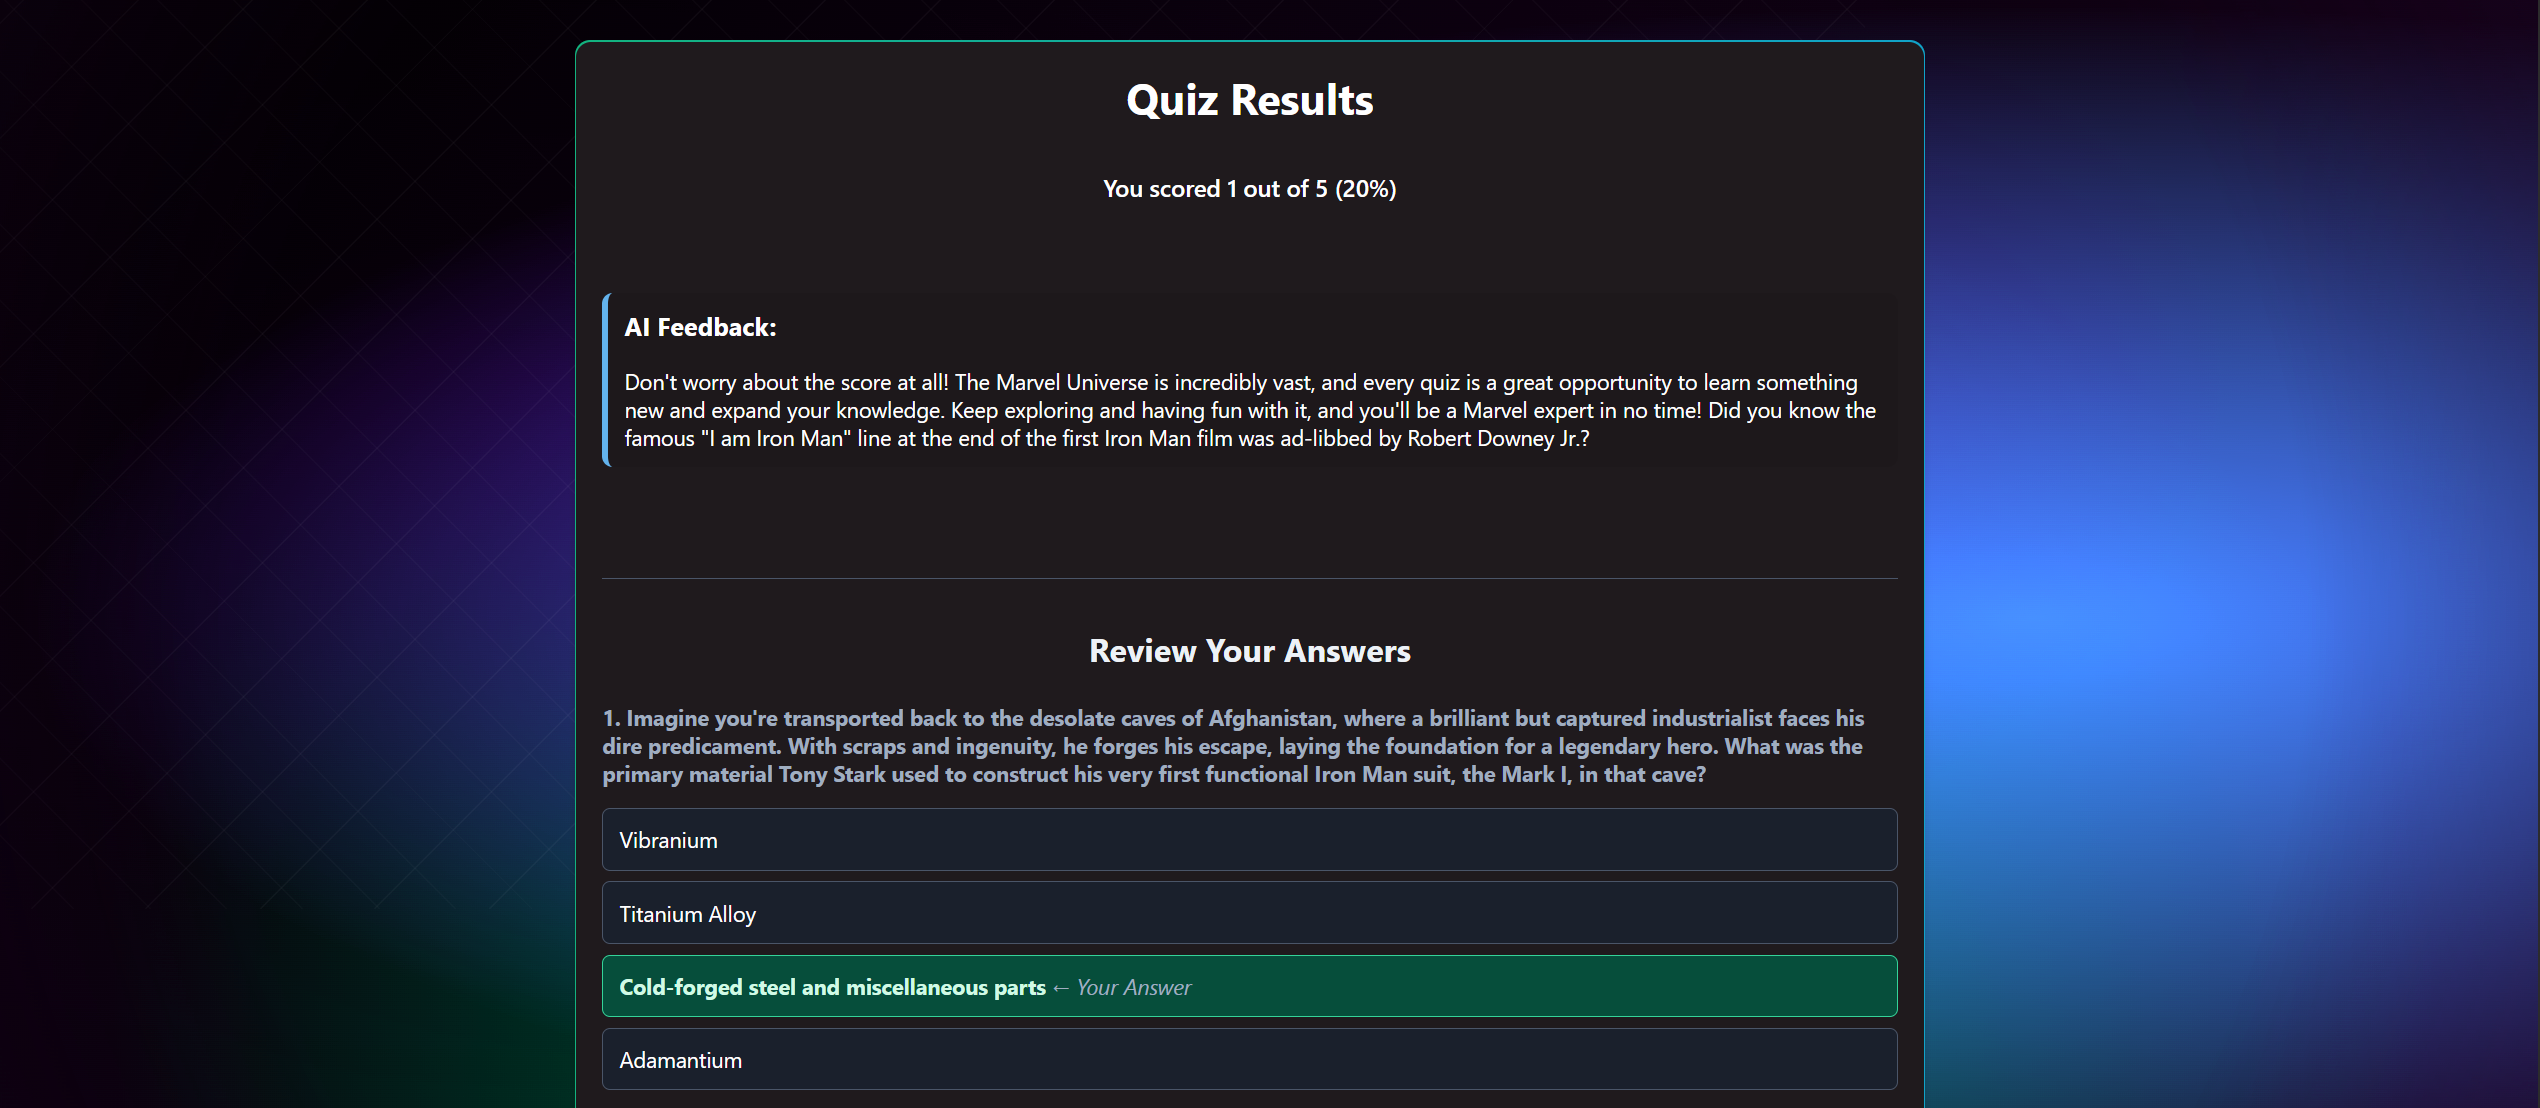 Quiz Results
You scored 1 out of 5 (20%)
AI Feedback:
Don't worry about the score at all! The Marvel Universe is incredibly vast, and every quiz is a great opportunity to learn something
new and expand your knowledge. Keep exploring and having fun with it, and you'll be a Marvel expert in no time! Did you know the
famous "I am Iron Man" line at the end of the first Iron Man film was ad-libbed by Robert Downey Jr.?
Review Your Answers
1. Imagine you're transported back to the desolate caves of Afghanistan, where a brilliant but captured industrialist faces his
dire predicament. With scraps and ingenuity, he forges his escape, laying the foundation for a legendary hero. What was the
primary material Tony Stark used to construct his very first functional Iron Man suit, the Mark I, in that cave?
Vibranium
Titanium Alloy
Cold-forged steel and miscellaneous parts ← Your Answer
Adamantium